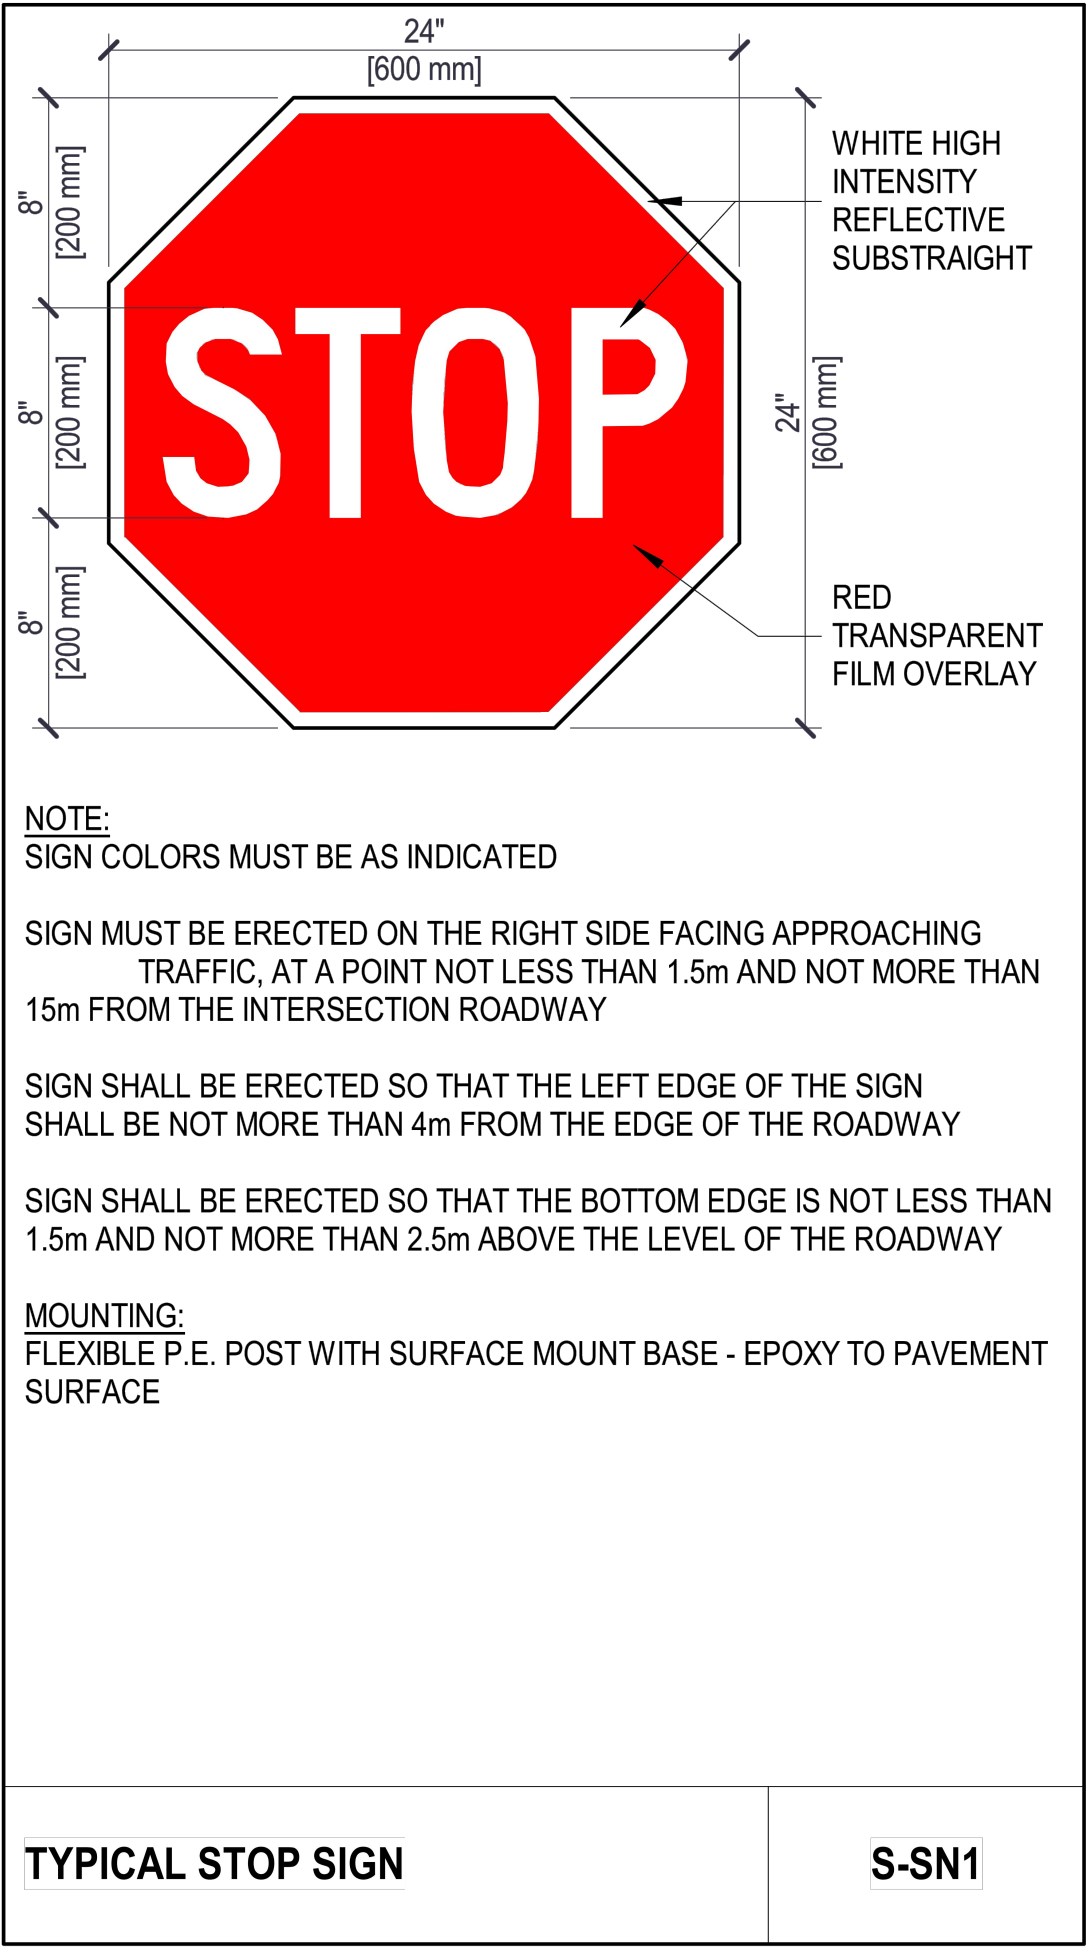 24"
[600 mm]
8"
[200 mm]
8"
[200 mm]
8"
[200 mm]
STOP
24"
[600 mm]
WHITE HIGH
INTENSITY
REFLECTIVE
SUBSTRAIGHT
RED
TRANSPARENT
FILM OVERLAY
NOTE:
SIGN COLORS MUST BE AS INDICATED
SIGN MUST BE ERECTED ON THE RIGHT SIDE FACING APPROACHING
TRAFFIC, AT A POINT NOT LESS THAN 1.5m AND NOT MORE THAN
15m FROM THE INTERSECTION ROADWAY
SIGN SHALL BE ERECTED SO THAT THE LEFT EDGE OF THE SIGN
SHALL BE NOT MORE THAN 4m FROM THE EDGE OF THE ROADWAY
SIGN SHALL BE ERECTED SO THAT THE BOTTOM EDGE IS NOT LESS THAN
1.5m AND NOT MORE THAN 2.5m ABOVE THE LEVEL OF THE ROADWAY
MOUNTING:
FLEXIBLE P.E. POST WITH SURFACE MOUNT BASE - EPOXY TO PAVEMENT
SURFACE
TYPICAL STOP SIGN
S-SN1